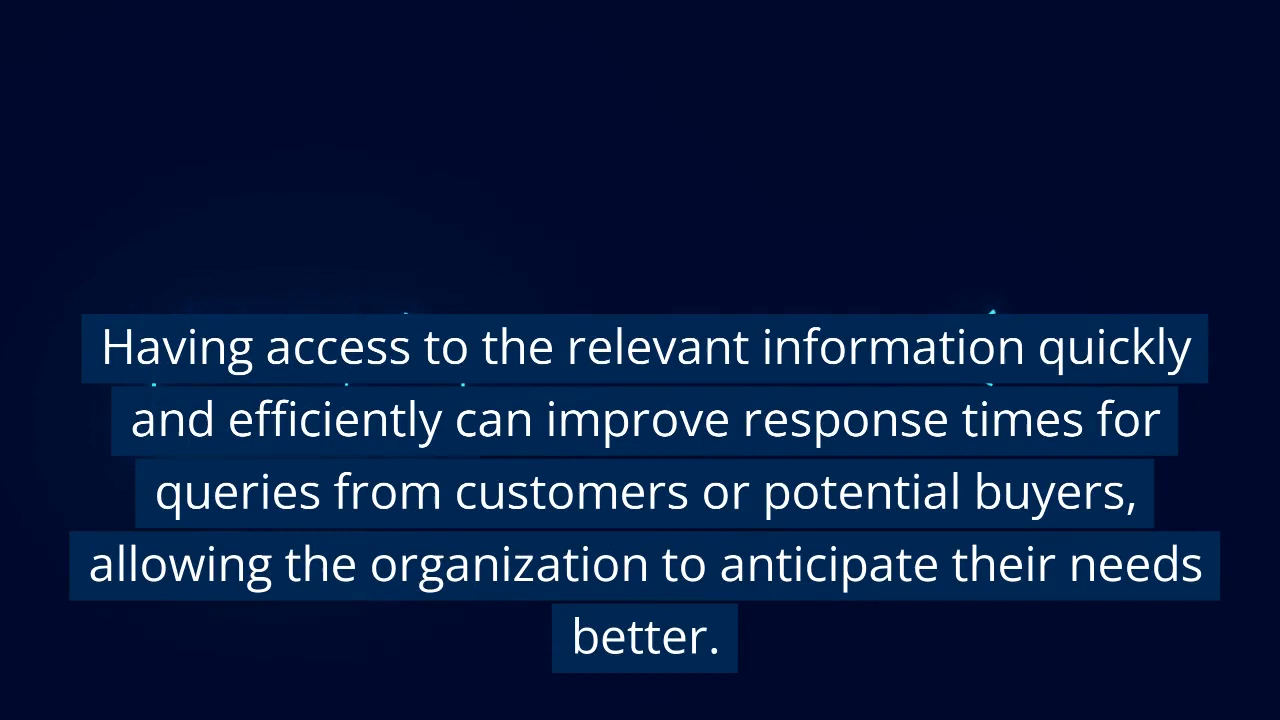 Having access to the relevant information quickly
and efficiently can improve response times for
queries from customers or potential buyers,
allowing the organization to anticipate their needs
better.